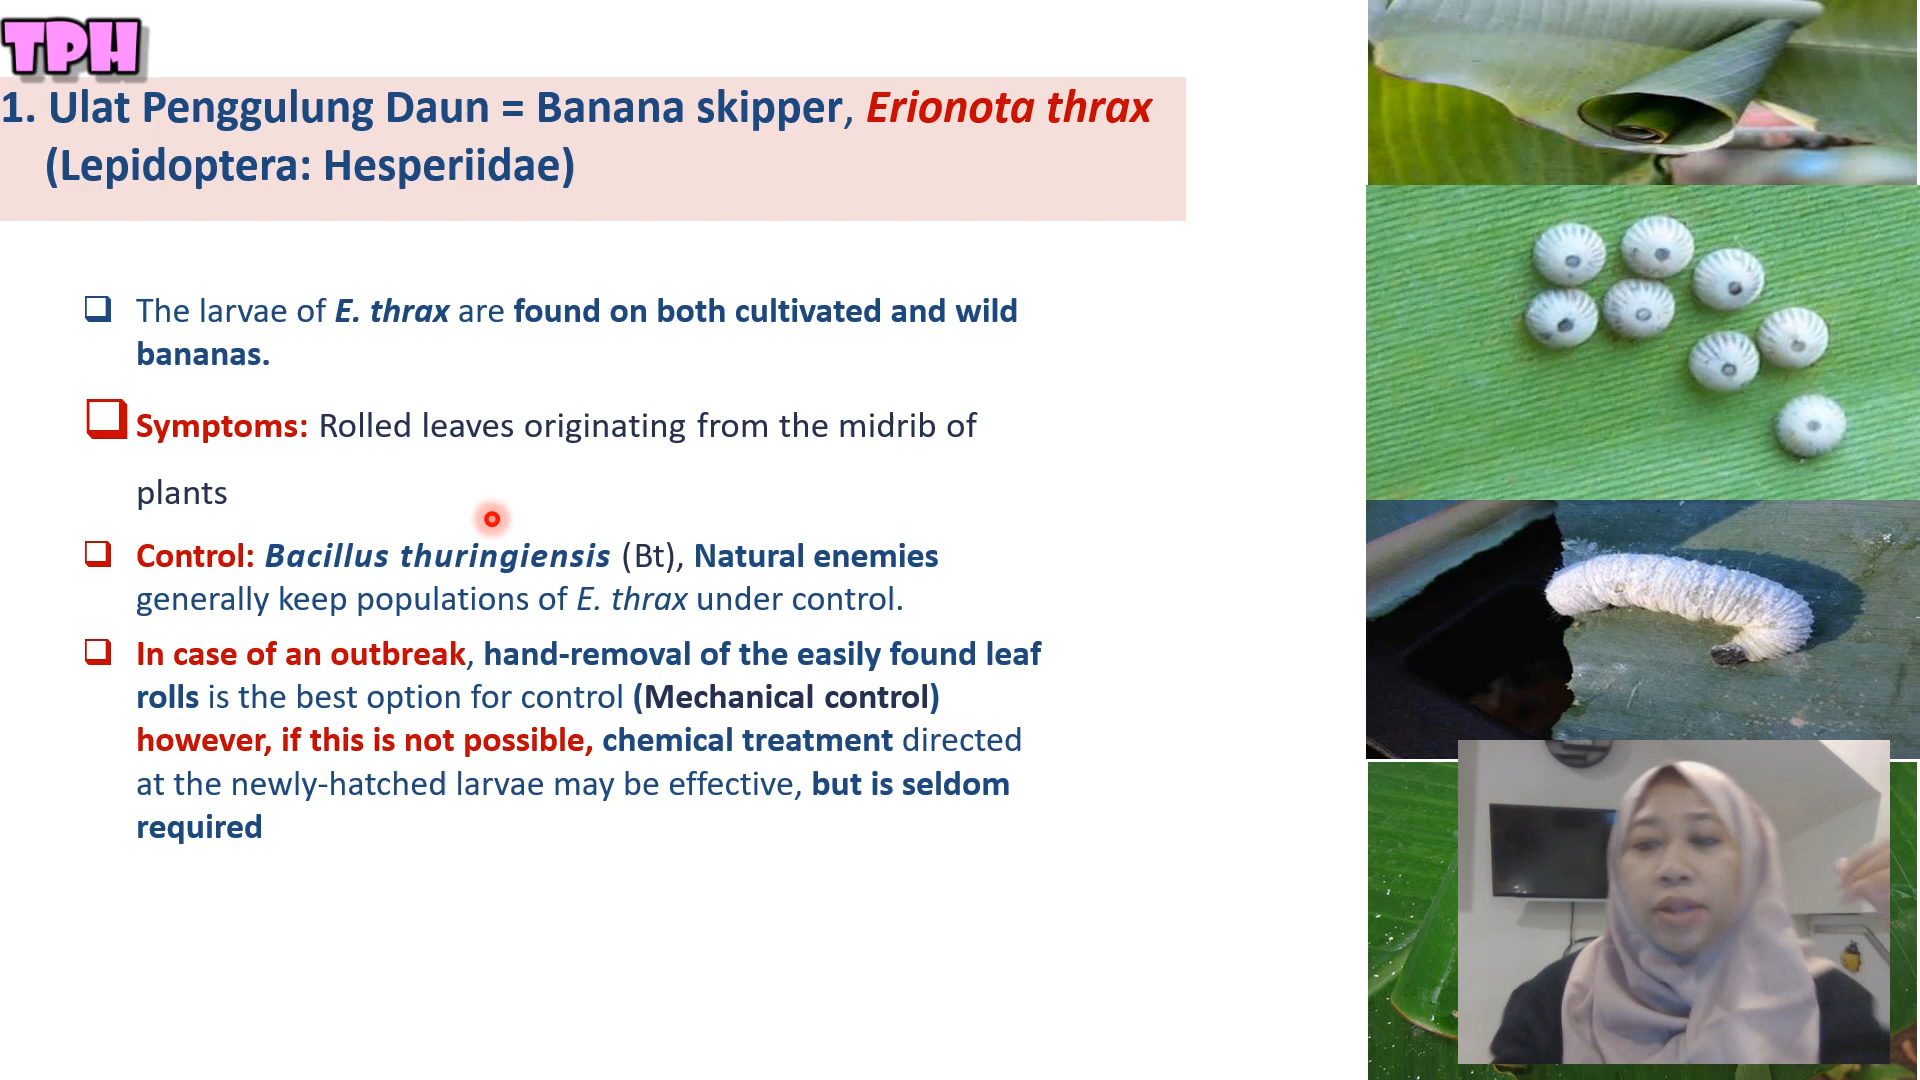 TPH
1. Ulat Penggulung Daun = Banana skipper, Erionota thrax
(Lepidoptera: Hesperiidae)
The larvae of E. thrax are found on both cultivated and wild
bananas.
Symptoms: Rolled leaves originating from the midrib of
plants
Control: Bacillus thuringiensis (Bt), Natural enemies
generally keep populations of E. thrax under control.
In case of an outbreak, hand-removal of the easily found leaf
rolls is the best option for control (Mechanical control)
however, if this is not possible, chemical treatment directed
at the newly-hatched larvae may be effective, but is seldom
required